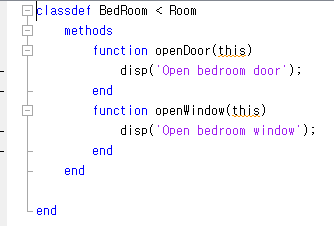 classdef BedRoom < Room
methods
function openDoor(this)
disp('Open bedroom door');
end
function openWindow(this)
disp('Open bedroom window');
end
end
end